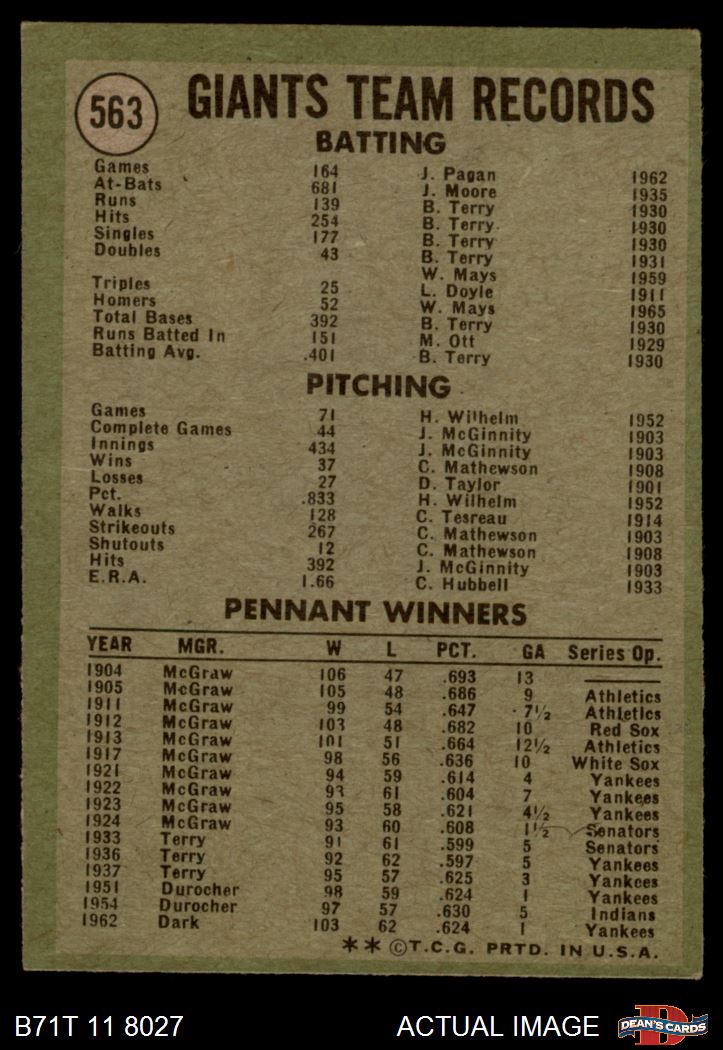 563
GIANTS TEAM RECORDS
BATTING
Games 164 J. Pagan 1962
At-Bats 681 J. Moore 1935
Runs 139 B. Terry 1930
Hits 254 B. Terry 1930
Singles 177 B. Terry 1930
Doubles 43 B. Terry 1931
W. Mays 1959
Triples 25 L. Doyle 1911
Homers 52 W. Mays 1965
Total Bases 392 B. Terry 1930
Runs Batted In 151 M. Ott 1929
Batting Avg. .401 B. Terry 1930
PITCHING
Games 71 H. Wilhelm 1952
Complete Games 44 J. McGinnity 1903
Innings 434 J. McGinnity 1903
Wins 37 C. Mathewson 1908
Losses 27 D. Taylor 1901
Pct. .833 H. Wilhelm 1952
Walks 128 C. Tesreau 1914
Strikeouts 267 C. Mathewson 1903
Shutouts 12 C. Mathewson 1908
Hits 392 J. McGinnity 1903
E.R.A. 1.66 C. Hubbell 1933
PENNANT WINNERS
YEAR MGR. W L PCT. GA Series Op.
1904 McGraw 106 47 .693 13
1905 McGraw 105 48 .686 9 Athletics
1911 McGraw 99 54 .647 7½ Athletics
1912 McGraw 103 48 .682 10 Red Sox
1913 McGraw 101 51 .664 12½ Athletics
1917 McGraw 98 56 .636 10 White Sox
1921 McGraw 94 59 .614 4 Yankees
1922 McGraw 93 61 .604 7 Yankees
1923 McGraw 95 58 .621 4½ Yankees
1924 McGraw 93 60 .608 1½ Senators
1933 Terry 91 61 .599 5 Senators
1936 Terry 92 62 .597 5 Yankees
1937 Terry 95 57 .625 3 Yankees
1951 Durocher 98 59 .624 1 Yankees
1954 Durocher 97 57 .630 5 Indians
1962 Dark 103 62 .624 1 Yankees
** ©T.C.G. PRTD. IN U.S.A.
B71T 11 8027 ACTUAL IMAGE DEAN'S CARDS